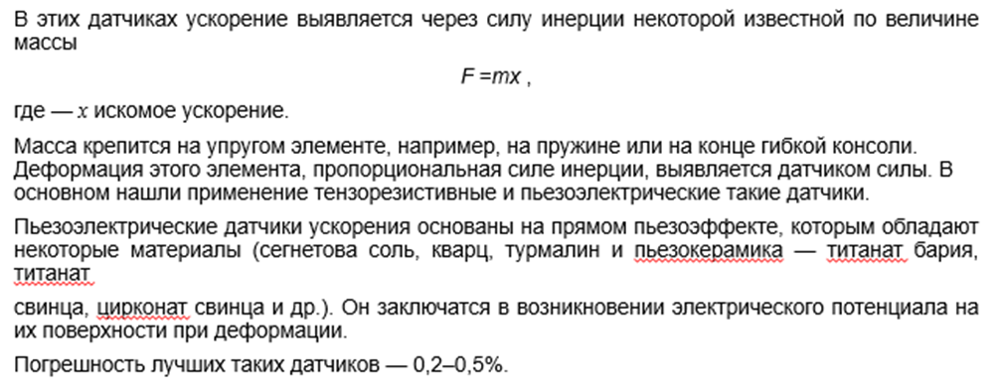 В этих датчиках ускорение выявляется через силу инерции некоторой известной по величине
массы
F =mx ,
где — x искомое ускорение.
Масса крепится на упругом элементе, например, на пружине или на конце гибкой консоли.
Деформация этого элемента, пропорциональная силе инерции, выявляется датчиком силы. В
основном нашли применение тензорезистивные и пьезоэлектрические такие датчики.
Пьезоэлектрические датчики ускорения основаны на прямом пьезоэффекте, которым обладают
некоторые материалы (сегнетова соль, кварц, турмалин и пьезокерамика — титанат бария,
титанат
свинца, цирконат свинца и др.). Он заключатся в возникновении электрического потенциала на
их поверхности при деформации.
Погрешность лучших таких датчиков — 0,2–0,5%.